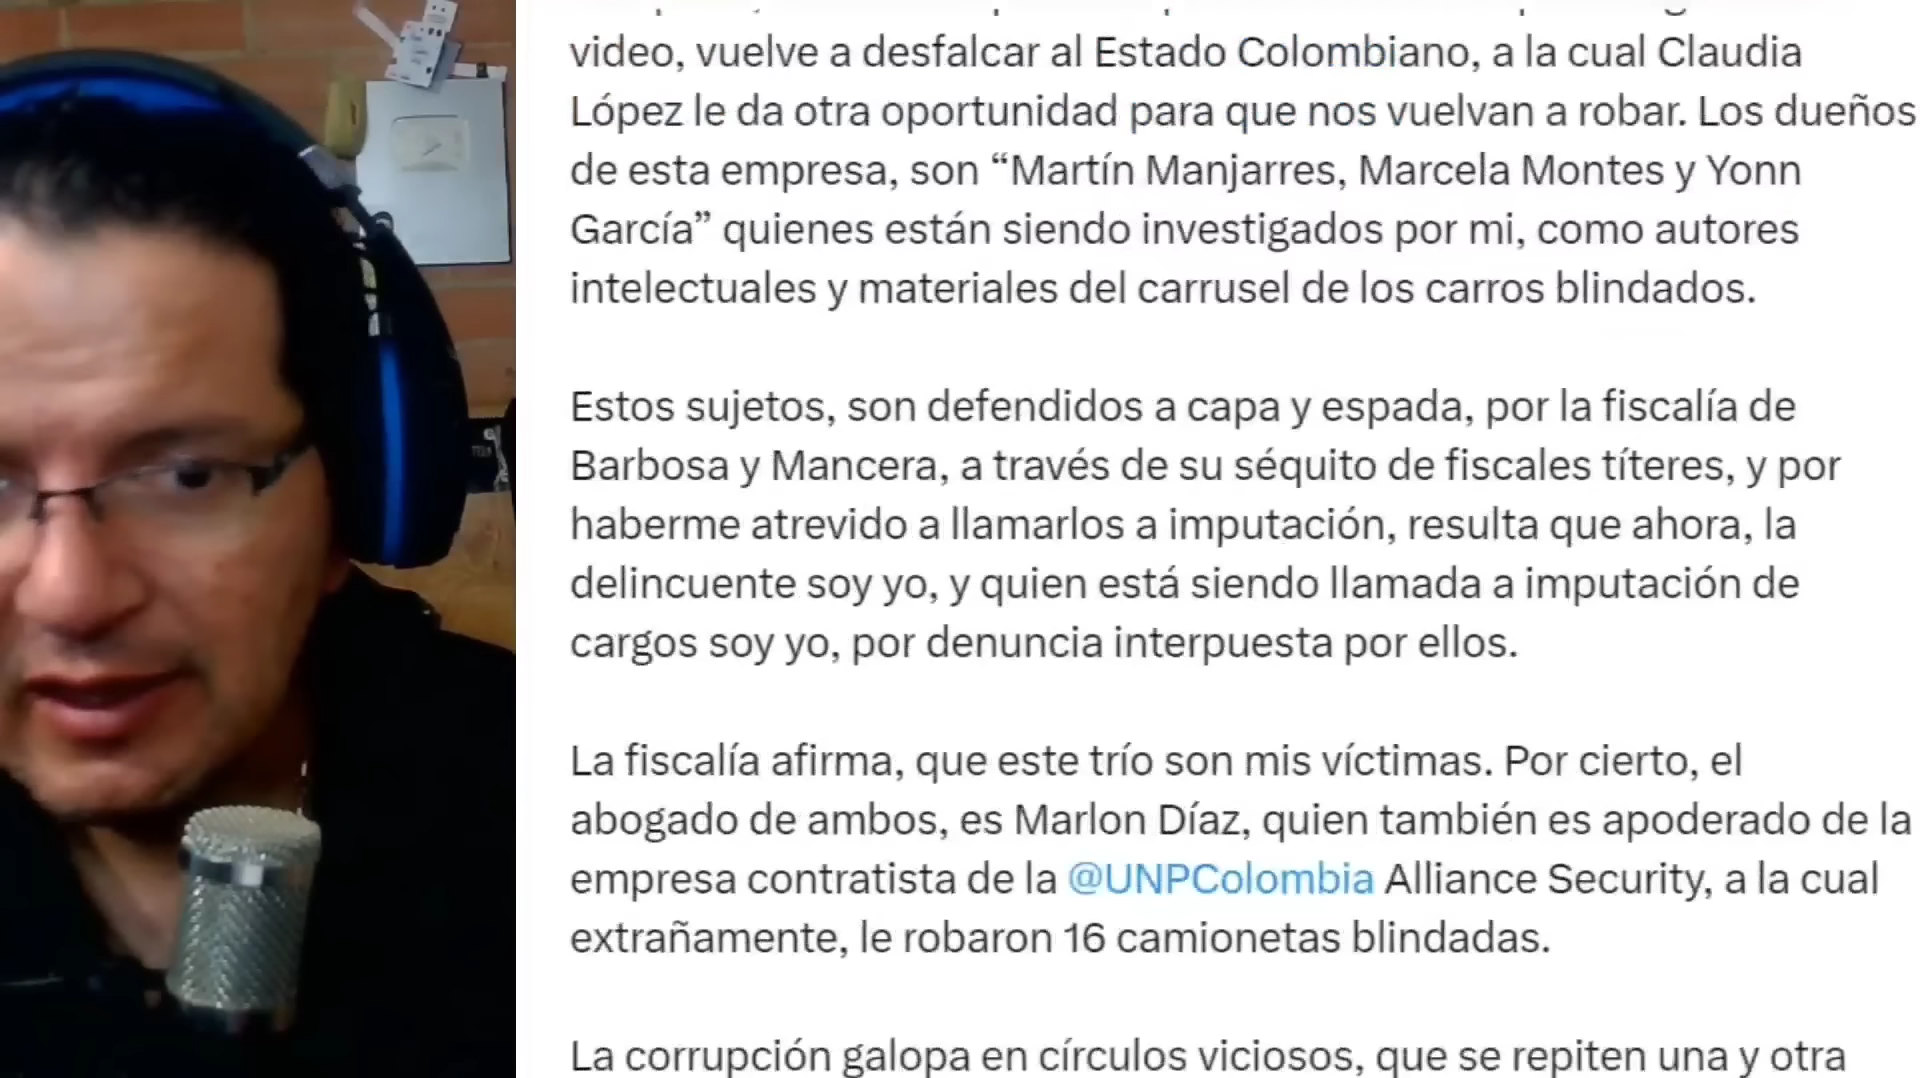 video, vuelve a desfalcar al Estado Colombiano, a la cual Claudia
López le da otra oportunidad para que nos vuelvan a robar. Los dueños
de esta empresa, son “Martín Manjarres, Marcela Montes y Yonn
García” quienes están siendo investigados por mi, como autores
intelectuales y materiales del carrusel de los carros blindados.
Estos sujetos, son defendidos a capa y espada, por la fiscalía de
Barbosa y Mancera, a través de su séquito de fiscales títeres, y por
haberme atrevido a llamarlos a imputación, resulta que ahora, la
delincuente soy yo, y quien está siendo llamada a imputación de
cargos soy yo, por denuncia interpuesta por ellos.
La fiscalía afirma, que este trío son mis víctimas. Por cierto, el
abogado de ambos, es Marlon Díaz, quien también es apoderado de la
empresa contratista de la @UNPColombia Alliance Security, a la cual
extrañamente, le robaron 16 camionetas blindadas.
La corrupción galopa en círculos viciosos, que se repiten una y otra